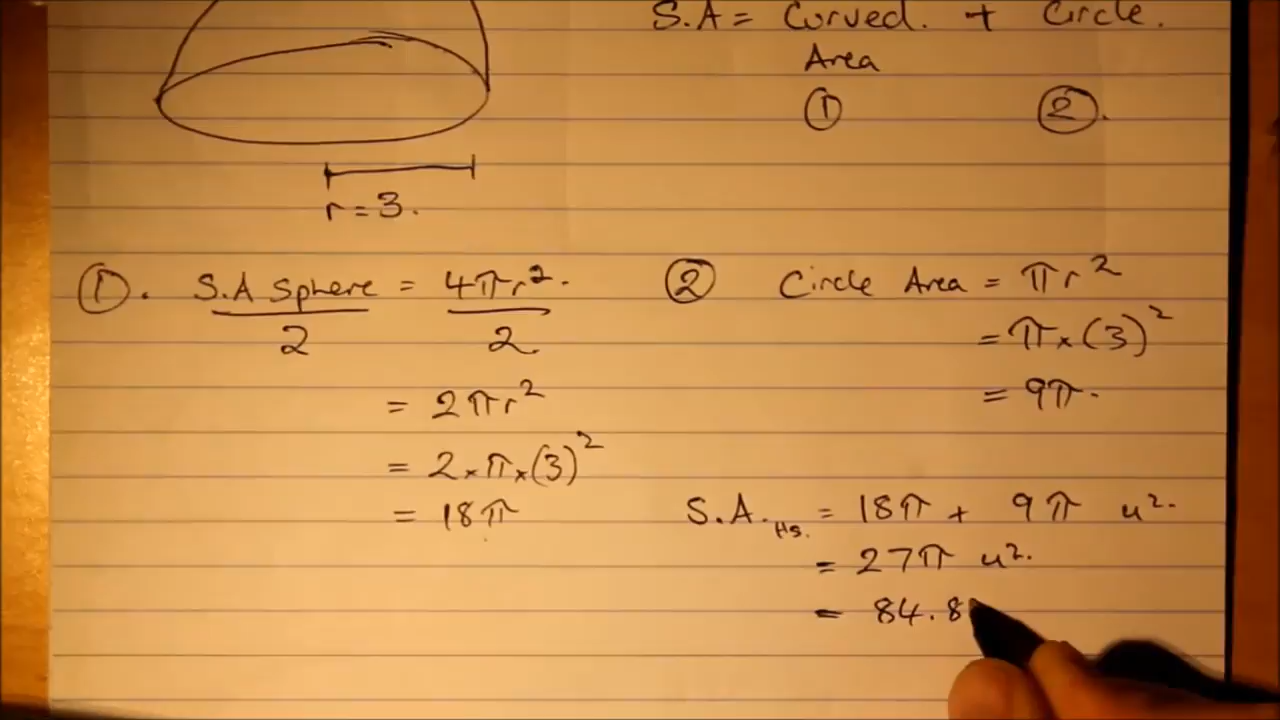 S.A = Curved. + Circle.
Area
① ②.
r = 3.
①. S.A Sphere / 2 = 4πr². / 2.
= 2πr²
= 2 × π × (3)²
= 18π
② Circle Area = πr²
= π × (3)²
= 9π.
S.A.Hs. = 18π + 9π u².
= 27π u².
= 84.8